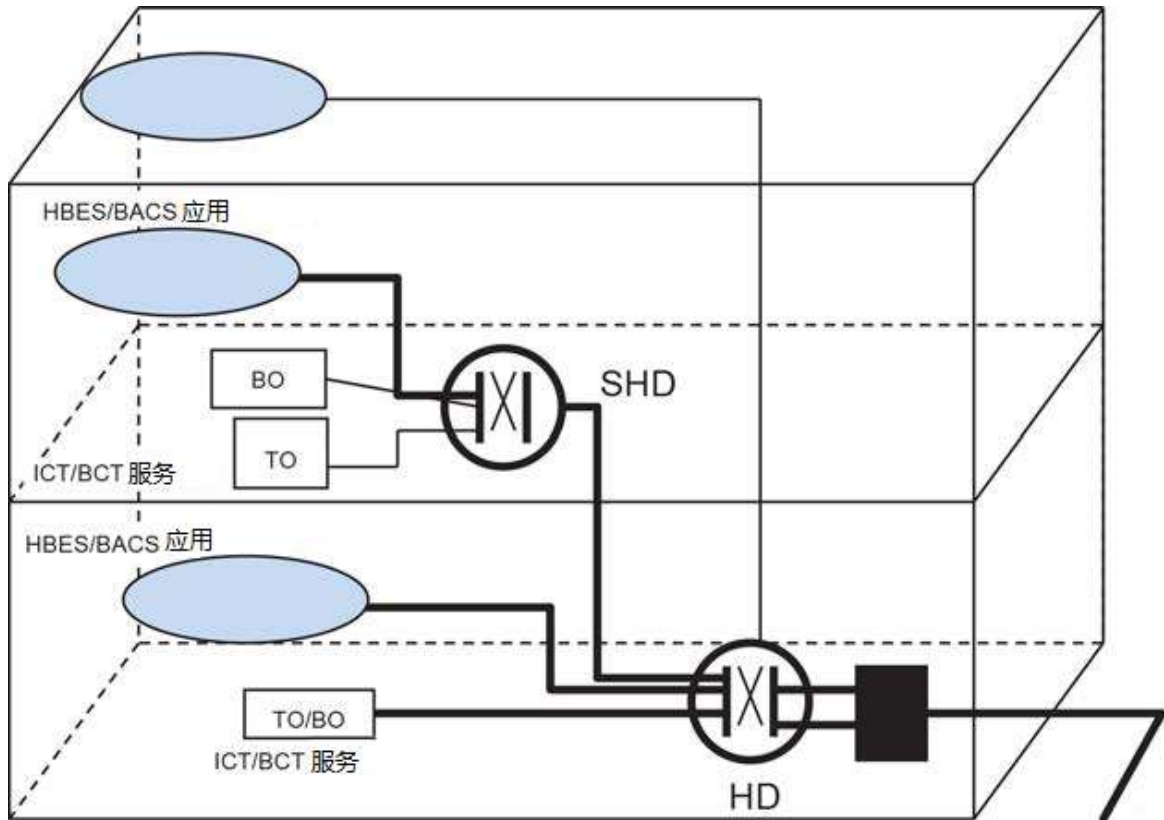 HBES/BACS 应用
BO
SHD
TO
ICT/BCT 服务
HBES/BACS 应用
TO/BO
ICT/BCT 服务
HD